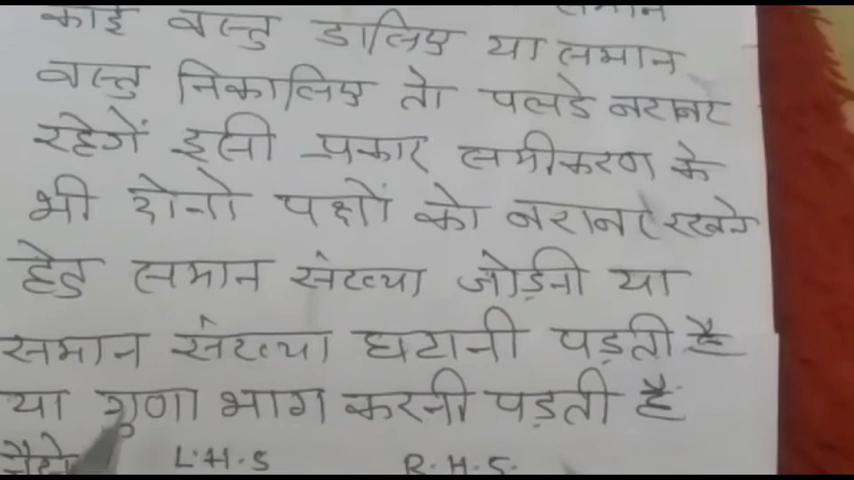 समान
कोई वस्तु डालिए या समान
वस्तु निकालिए तो पलडे बराबर
रहेगें इसी प्रकार समीकरण के
भी दोनो पक्षों को बराबर रखने
हेतु समान संख्या जोड़नी या
समान संख्या घटानी पड़ती है
या गुणा भाग करनी पड़ती है
जैसे L.H.S R.H.S.